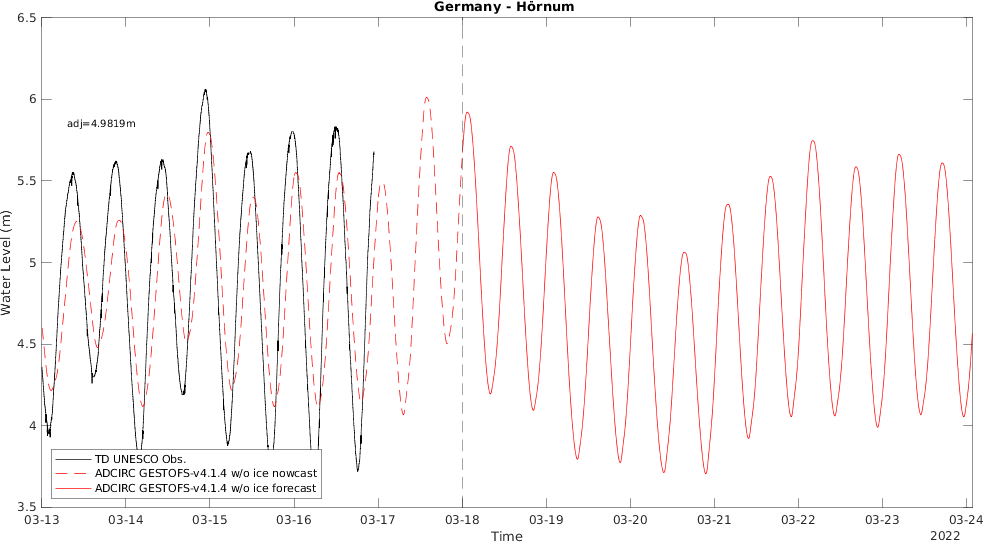 Germany - Hörnum
6.5
6
5.5
5
4.5
4
3.5
Water Level (m)
adj=4.9819m
TD UNESCO Obs.
ADCIRC GESTOFS-v4.1.4 w/o ice nowcast
ADCIRC GESTOFS-v4.1.4 w/o ice forecast
03-13 03-14 03-15 03-16 03-17 03-18 03-19 03-20 03-21 03-22 03-23 03-24
Time
2022